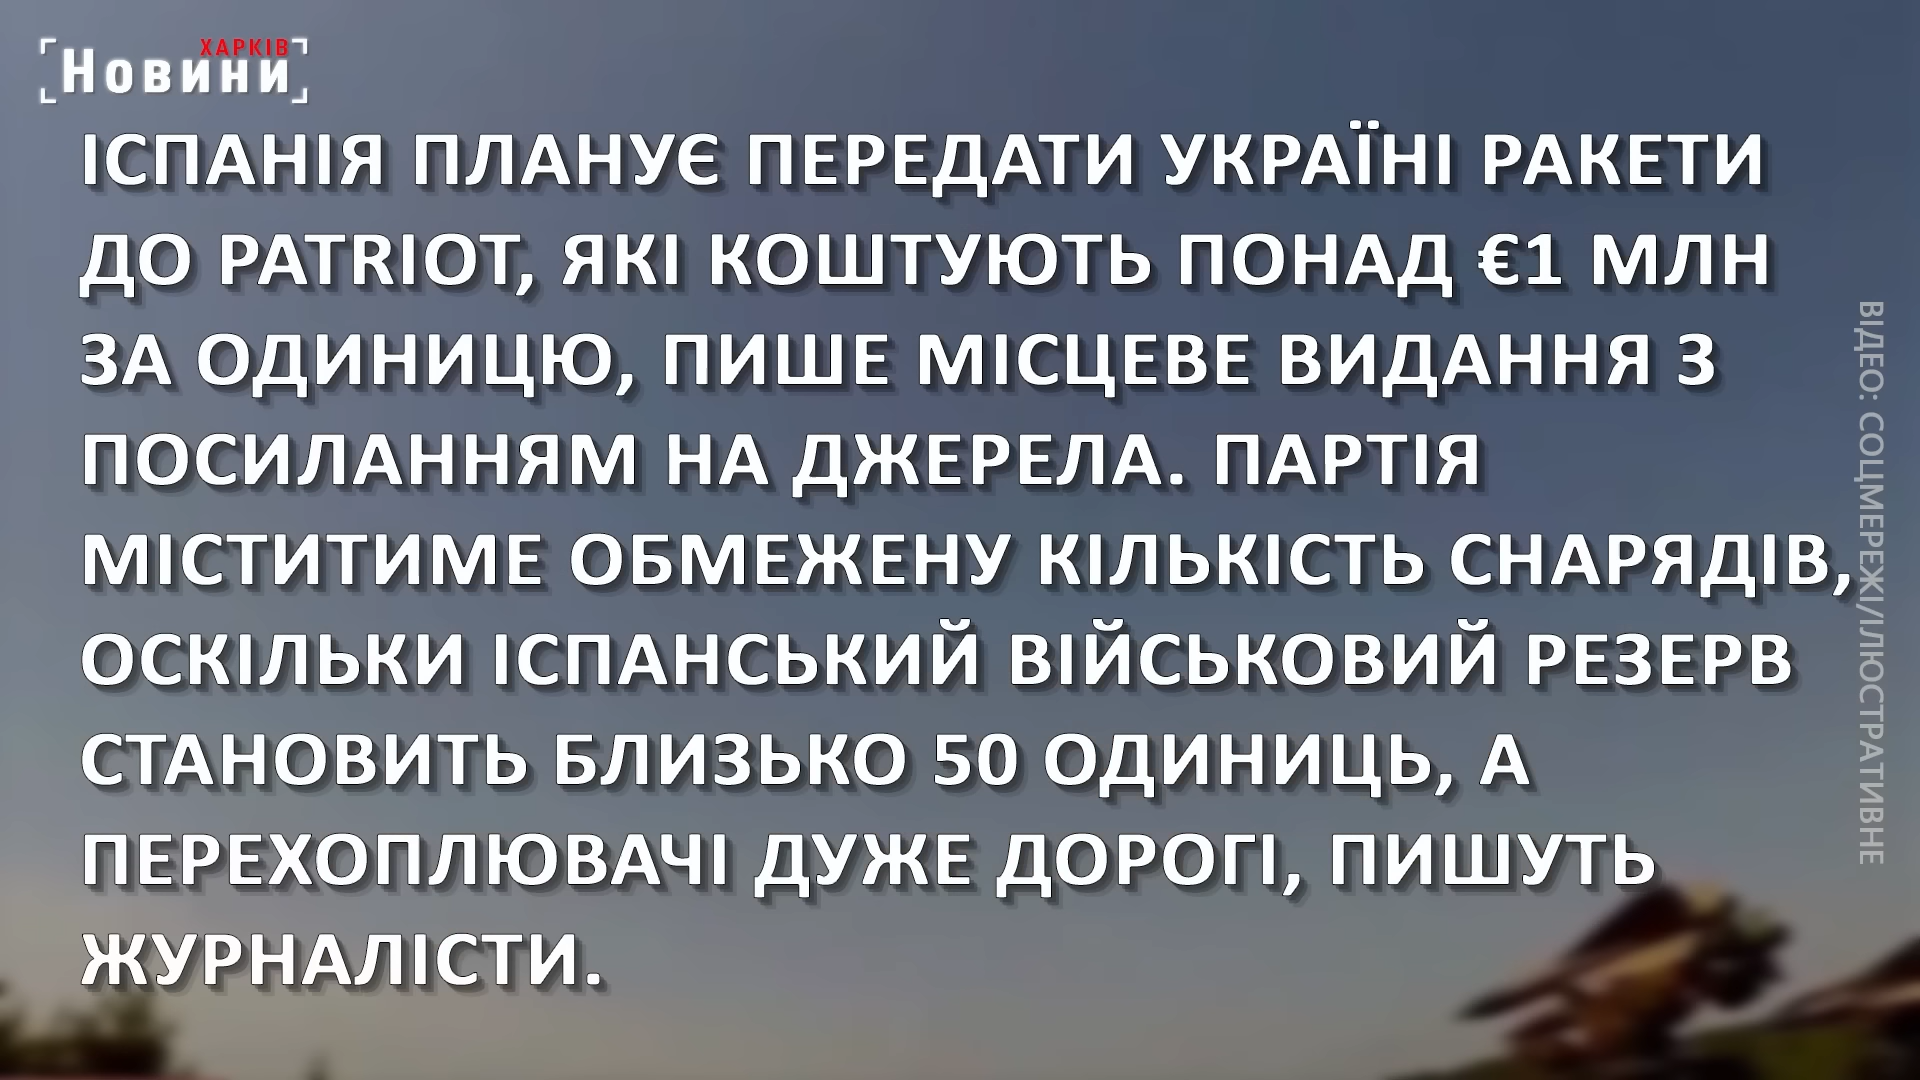 ХАРКІВ
Новини
ІСПАНІЯ ПЛАНУЄ ПЕРЕДАТИ УКРАЇНІ РАКЕТИ
ДО PATRIOT, ЯКІ КОШТУЮТЬ ПОНАД €1 МЛН
ЗА ОДИНИЦЮ, ПИШЕ МІСЦЕВЕ ВИДАННЯ З
ПОСИЛАННЯМ НА ДЖЕРЕЛА. ПАРТІЯ
МІСТИТИМЕ ОБМЕЖЕНУ КІЛЬКІСТЬ СНАРЯДІВ,
ОСКІЛЬКИ ІСПАНСЬКИЙ ВІЙСЬКОВИЙ РЕЗЕРВ
СТАНОВИТЬ БЛИЗЬКО 50 ОДИНИЦЬ, А
ПЕРЕХОПЛЮВАЧІ ДУЖЕ ДОРОГІ, ПИШУТЬ
ЖУРНАЛІСТИ.
ВІДЕО: СОЦМЕРЕЖІ/ІЛЮСТРАТИВНЕ